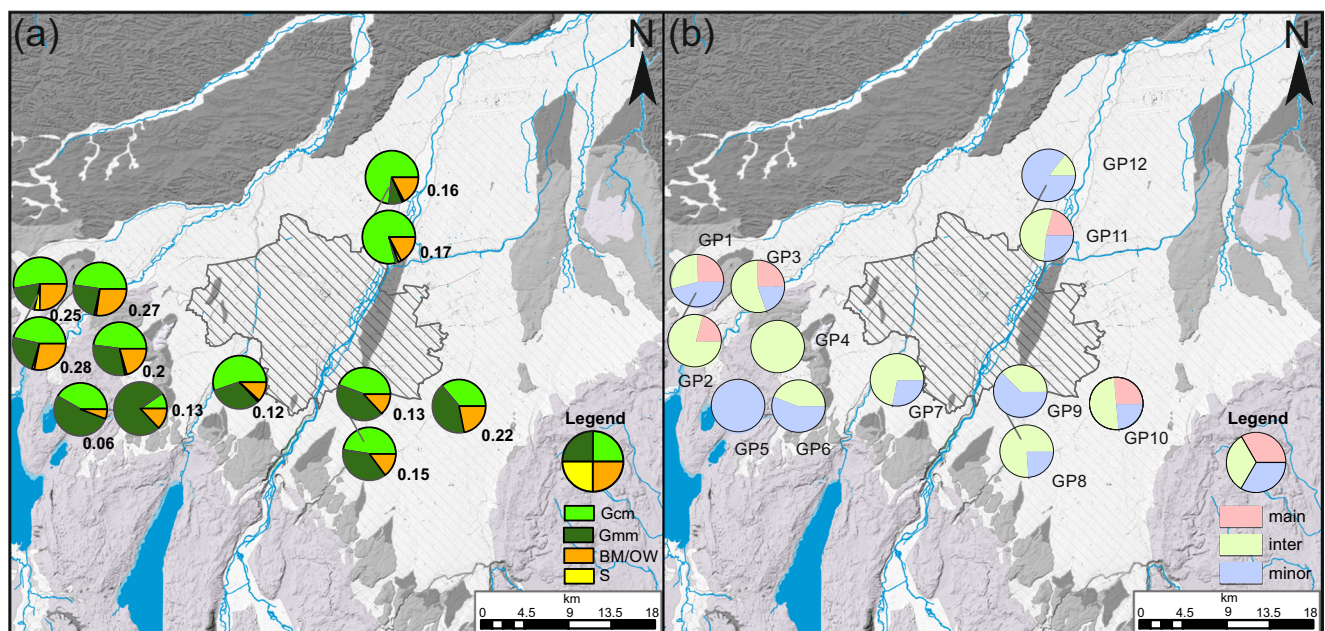 (a)
N
0.16
0.17
0.25
0.27
0.28
0.2
0.12
0.13
0.13
0.22
0.06
0.15
Legend
Gcm
Gmm
BM/OW
S
km
0 4.5 9 13.5 18
(b)
N
GP12
GP11
GP1
GP3
GP4
GP2
GP7
GP9
GP10
GP5
GP6
GP8
Legend
main
inter
minor
km
0 4.5 9 13.5 18